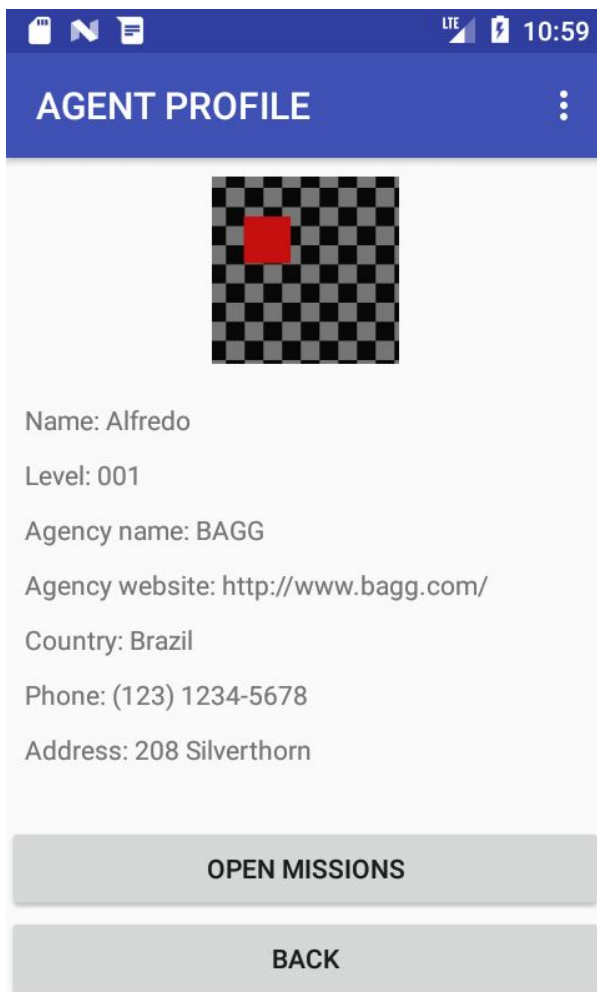 LTE 10:59
AGENT PROFILE
Name: Alfredo
Level: 001
Agency name: BAGG
Agency website: http://www.bagg.com/
Country: Brazil
Phone: (123) 1234-5678
Address: 208 Silverthorn
OPEN MISSIONS
BACK